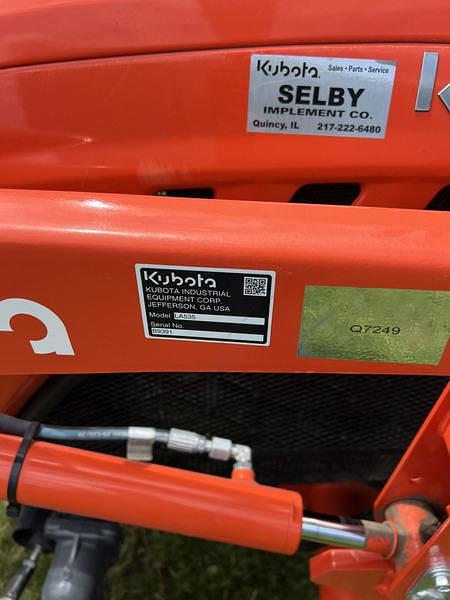 Kubota Sales • Parts • Service
SELBY
IMPLEMENT CO.
Quincy, IL 217-222-6480
Kubota
KUBOTA INDUSTRIAL
EQUIPMENT CORP.
JEFFERSON, GA USA
Model LA535
Serial No.
B9391
Q7249